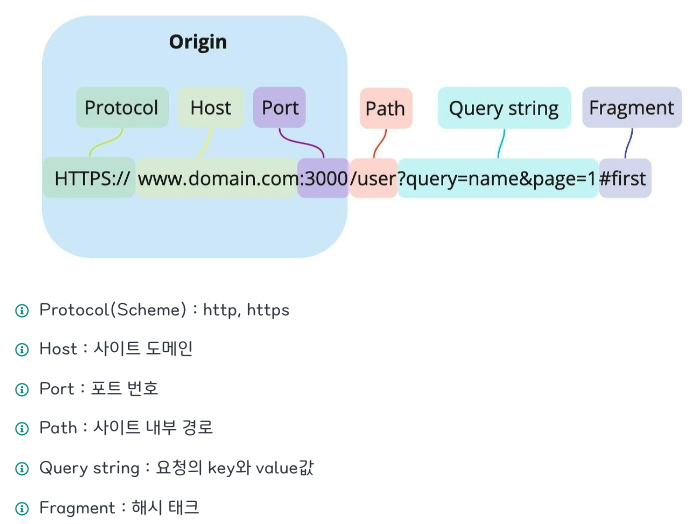 Origin
Protocol Host Port Path Query string Fragment
HTTPS:// www.domain.com:3000/user?query=name&page=1#first
Protocol(Scheme) : http, https
Host : 사이트 도메인
Port : 포트 번호
Path : 사이트 내부 경로
Query string : 요청의 key와 value값
Fragment : 해시 태크